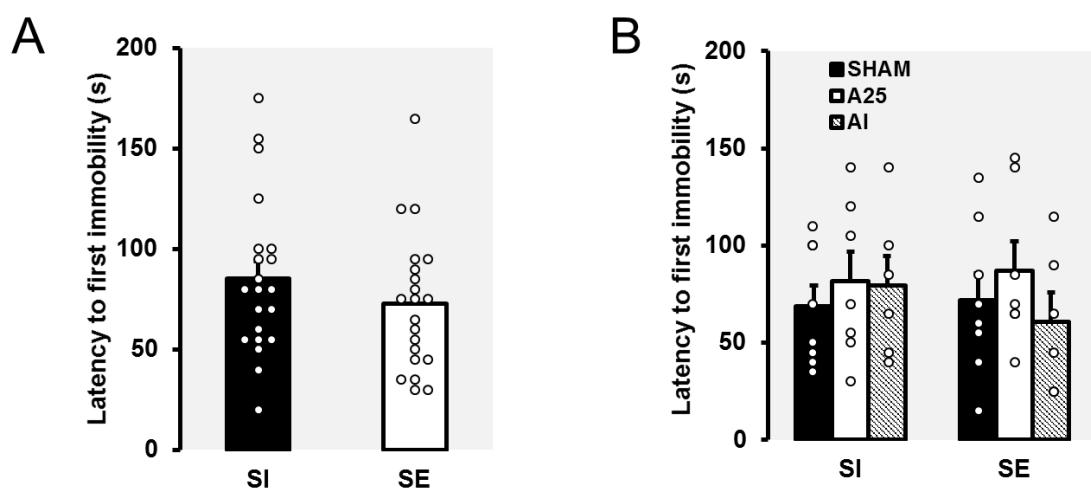 A
Latency to first immobility (s)
200
150
100
50
0
SI SE
B
Latency to first immobility (s)
200
150
100
50
0
SHAM
A25
AI
SI SE